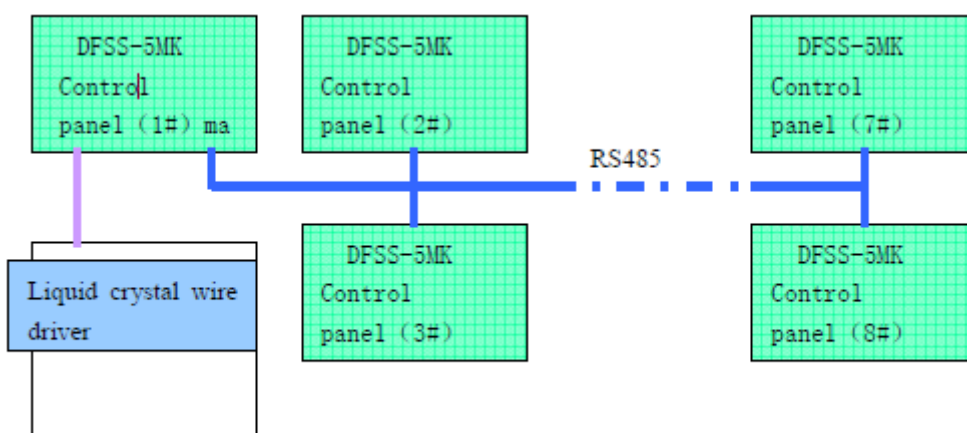 DFSS-5MK
Control
panel (1#) ma
DFSS-5MK
Control
panel (2#)
DFSS-5MK
Control
panel (7#)
RS485
DFSS-5MK
Control
panel (3#)
DFSS-5MK
Control
panel (8#)
Liquid crystal wire
driver